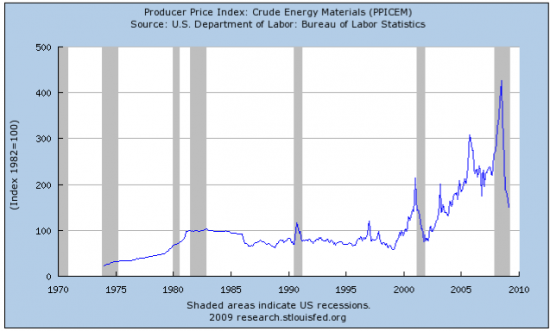 Producer Price Index: Crude Energy Materials (PPICEM)
Source: U.S. Department of Labor: Bureau of Labor Statistics
500
400
300
200
100
0
(Index 1982=100)
1970 1975 1980 1985 1990 1995 2000 2005 2010
Shaded areas indicate US recessions.
2009 research.stlouisfed.org